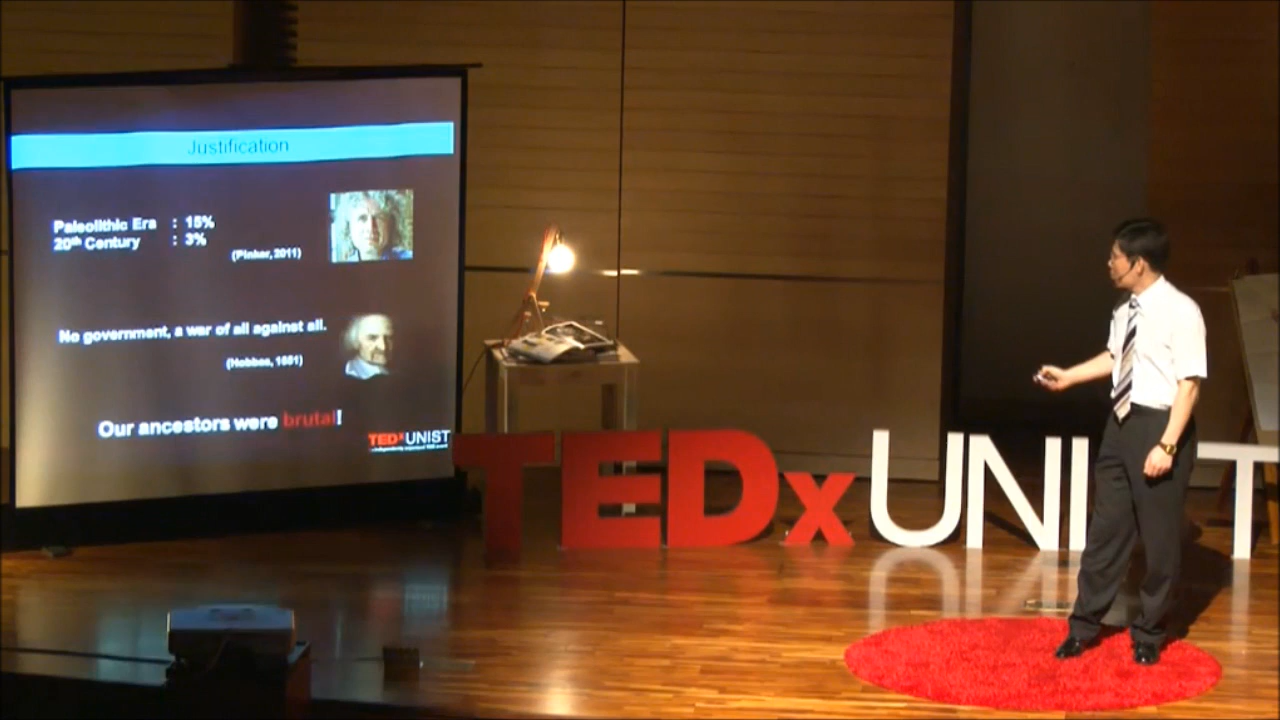 Justification
Paleolithic Era : 15%
20th Century : 3%
(Pinker, 2011)
No government, a war of all against all.
(Hobbes, 1651)
Our ancestors were brutal!
TEDxUNIST
TEDxUNIST